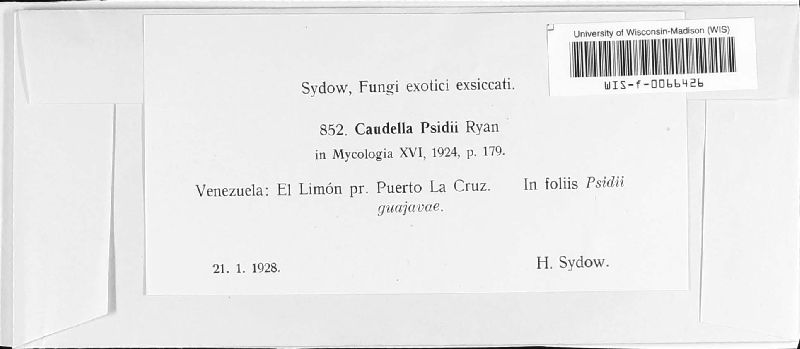 University of Wisconsin-Madison (WIS)
WIS-f-0066426
Sydow, Fungi exotici exsiccati.
852. Caudella Psidii Ryan
in Mycologia XVI, 1924, p. 179.
Venezuela: El Limón pr. Puerto La Cruz. In foliis Psidii
guajavae.
21. 1. 1928. H. Sydow.